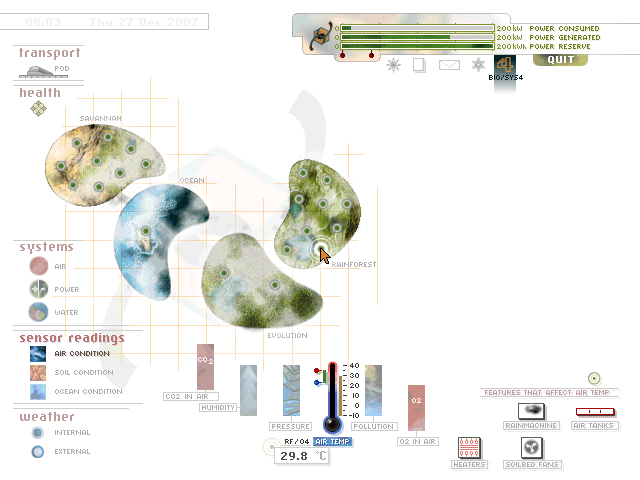 08:03 Thu 27 Dec 2007
0 200 kW POWER CONSUMED
0 200 kW POWER GENERATED
0 200 kWh POWER RESERVE
QUIT
BIO/SYS4
transport
POD
health
SAVANNAH
OCEAN
RAINFOREST
EVOLUTION
systems
AIR
POWER
WATER
sensor readings
AIR CONDITION
SOIL CONDITION
OCEAN CONDITION
weather
INTERNAL
EXTERNAL
CO2
CO2 IN AIR
HUMIDITY
PRESSURE
40
30
20
10
0
-10
RF/04 AIR TEMP
29.8 °C
POLLUTION
O2
O2 IN AIR
FEATURES THAT AFFECT AIR TEMP
RAINMACHINE
AIR TANKS
HEATERS
SOILBED FANS